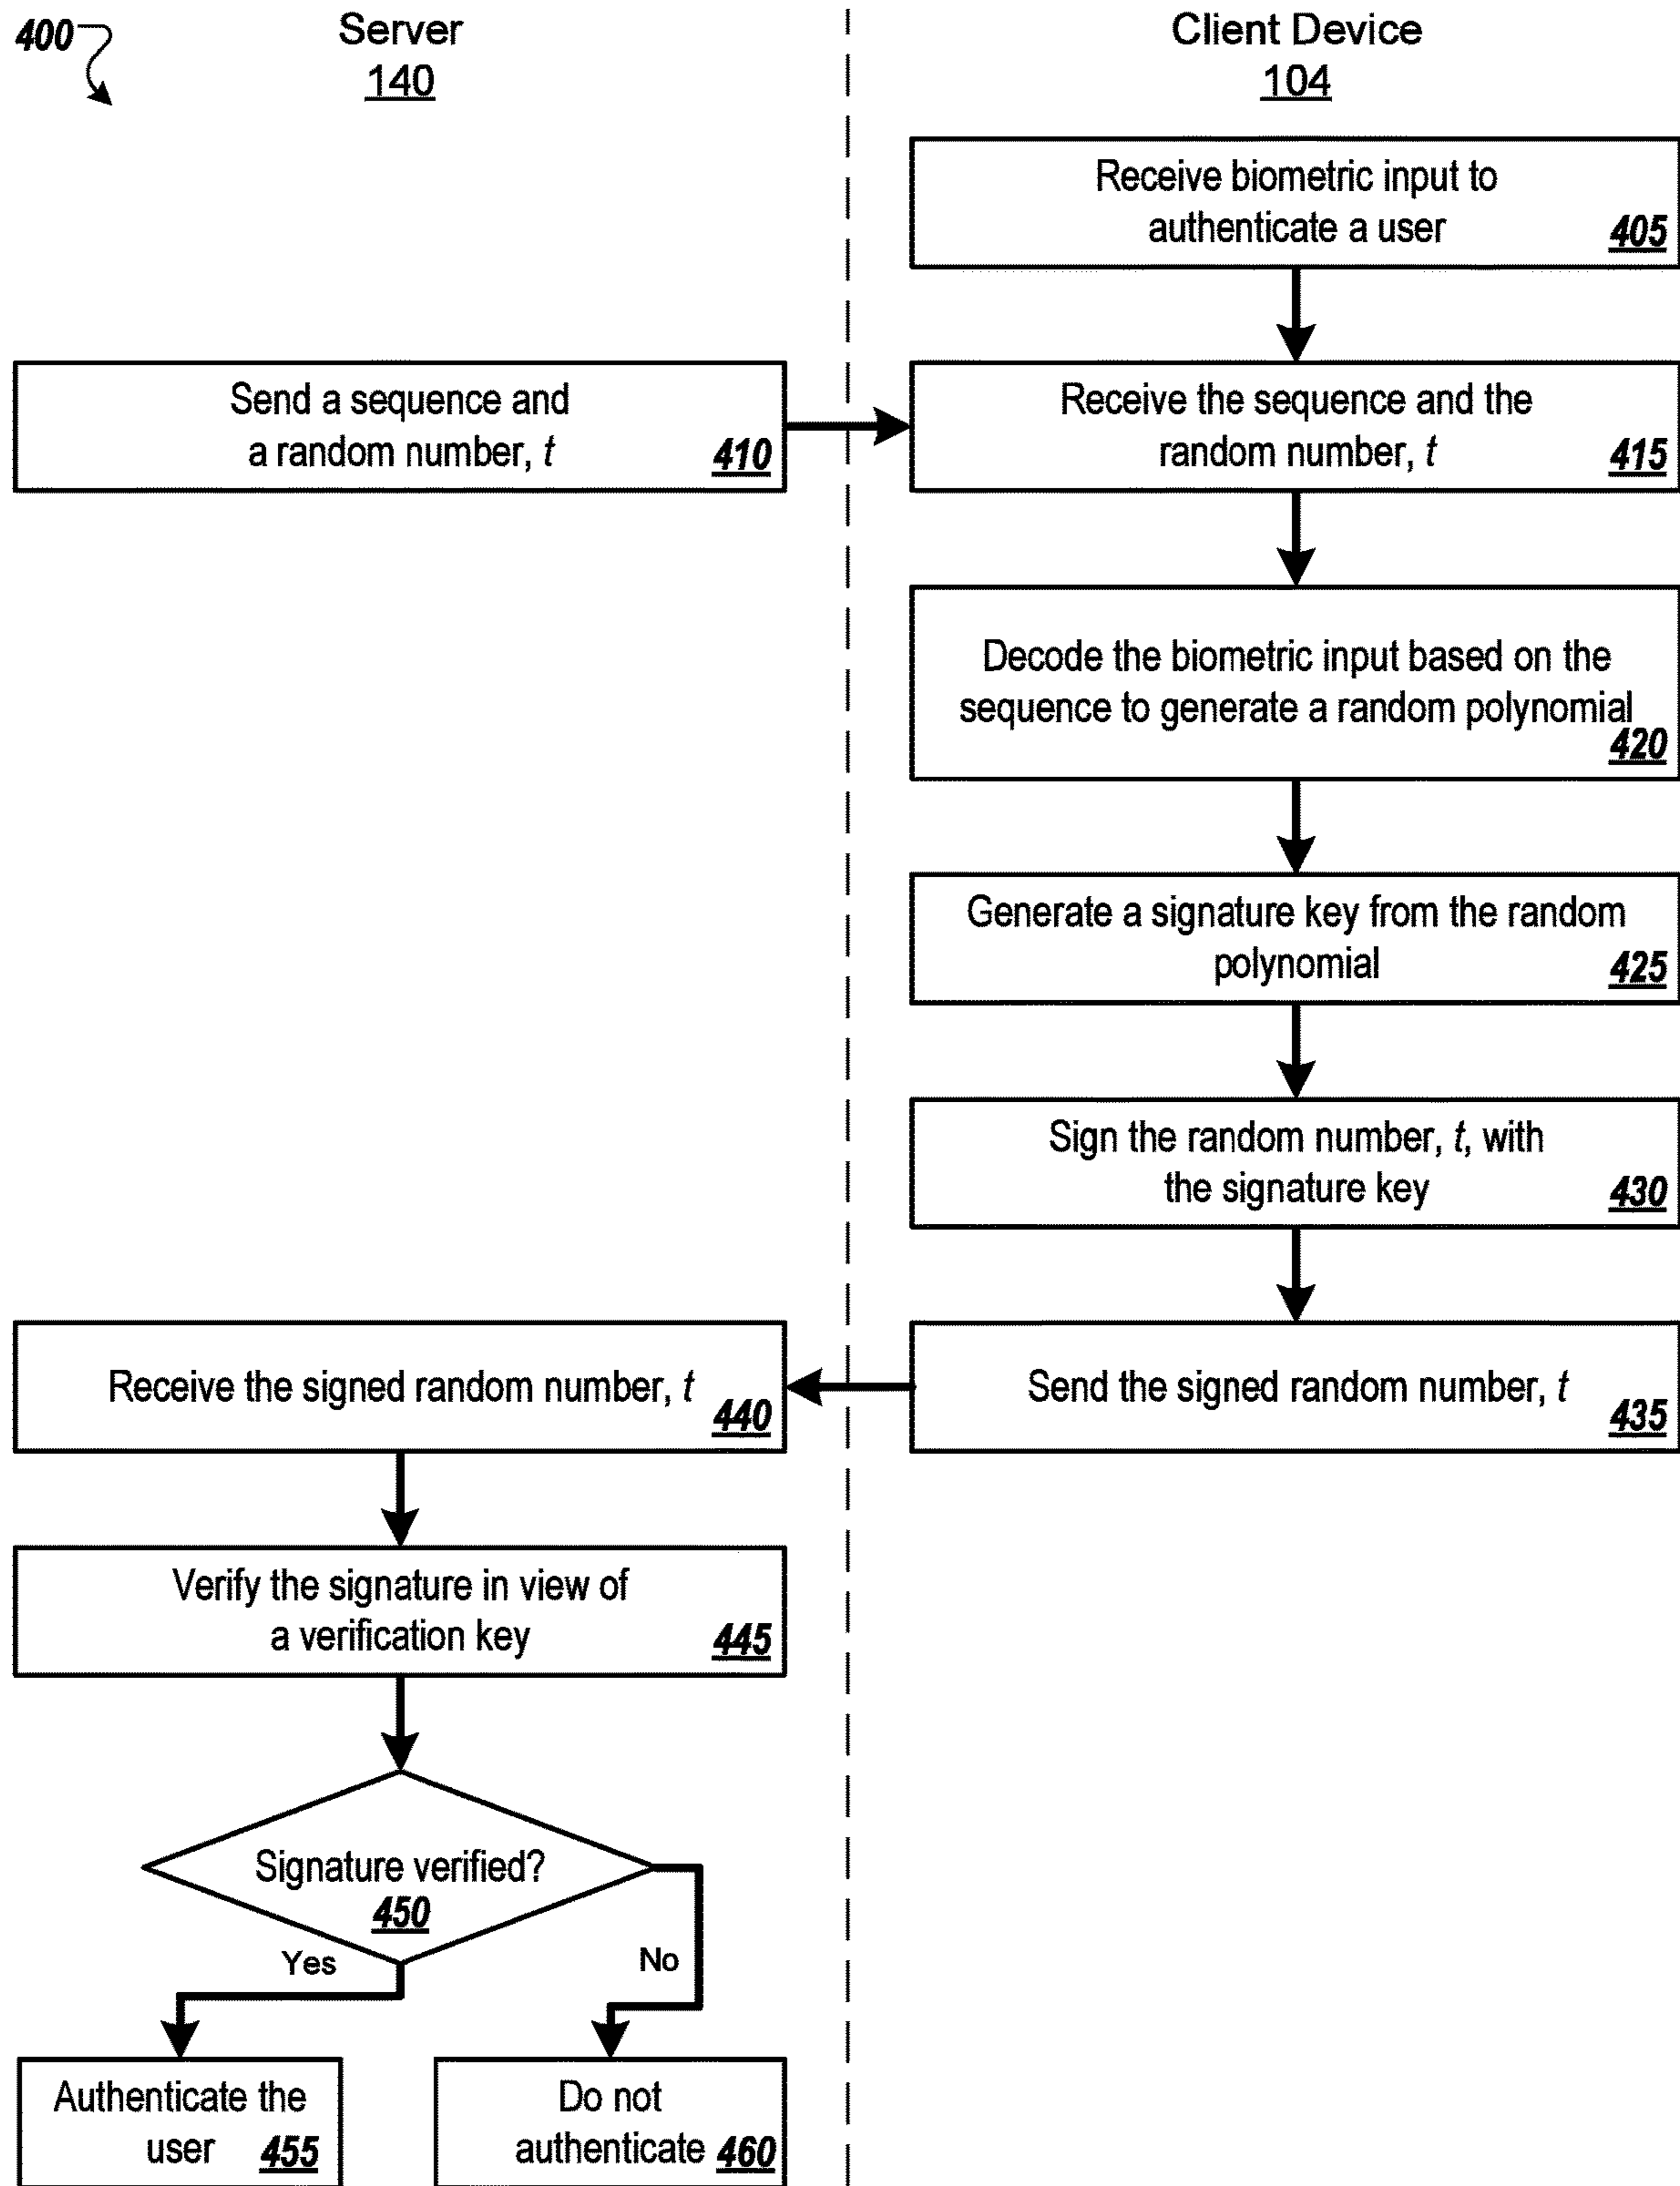 400
Server
140
Client Device
104
Receive biometric input to
authenticate a user
405
Send a sequence and
a random number, t
410
Receive the sequence and the
random number, t
415
Decode the biometric input based on the
sequence to generate a random polynomial
420
Generate a signature key from the random
polynomial
425
Sign the random number, t, with
the signature key
430
Send the signed random number, t
435
Receive the signed random number, t
440
Verify the signature in view of
a verification key
445
Signature verified?
450
Yes
No
Authenticate the
user 455
Do not
authenticate 460